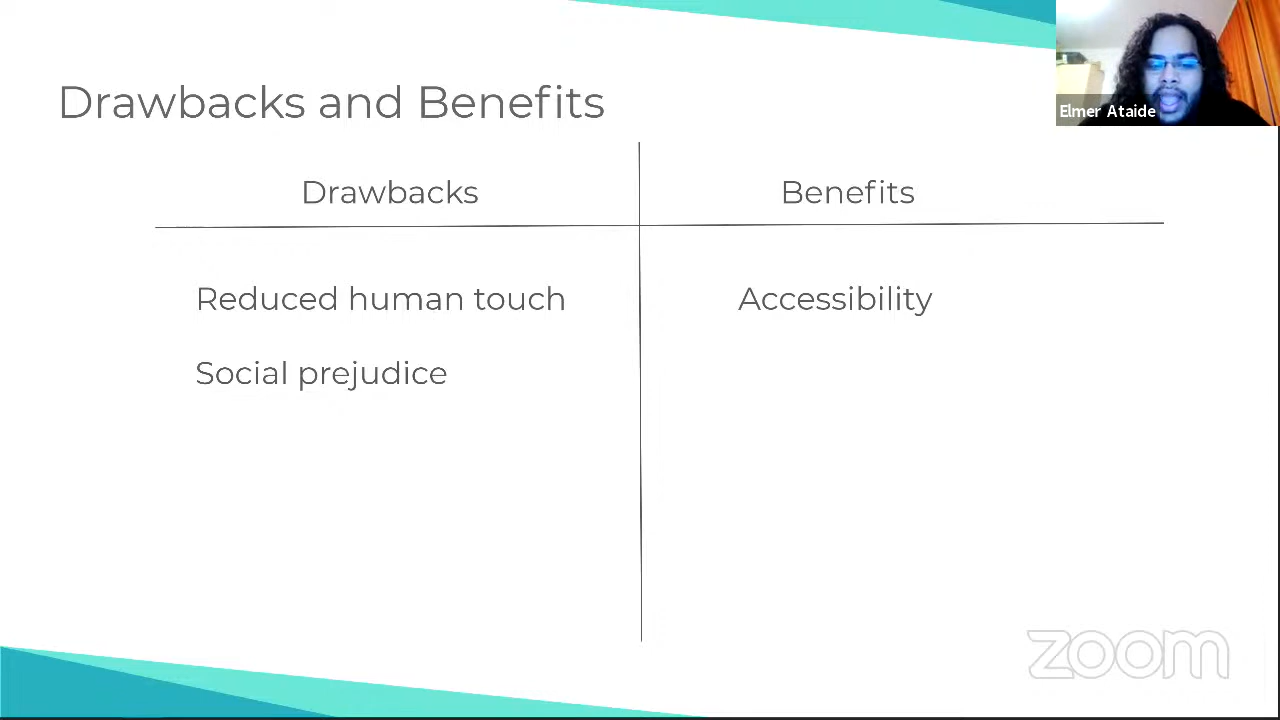 Elmer Ataide
Drawbacks and Benefits
Drawbacks
Benefits
Reduced human touch
Accessibility
Social prejudice
zoom